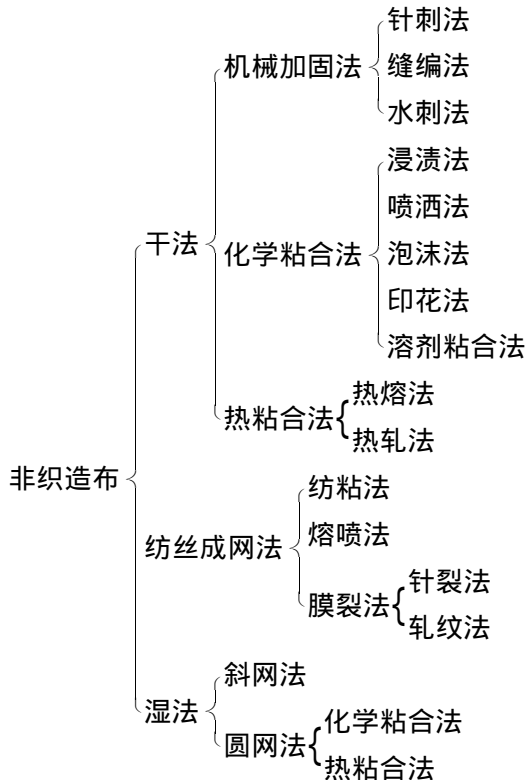 非织造布
干法
机械加固法
针刺法
缝编法
水刺法
化学粘合法
浸渍法
喷洒法
泡沫法
印花法
溶剂粘合法
热粘合法
热熔法
热轧法
纺丝成网法
纺粘法
熔喷法
膜裂法
针裂法
轧纹法
湿法
斜网法
圆网法
化学粘合法
热粘合法